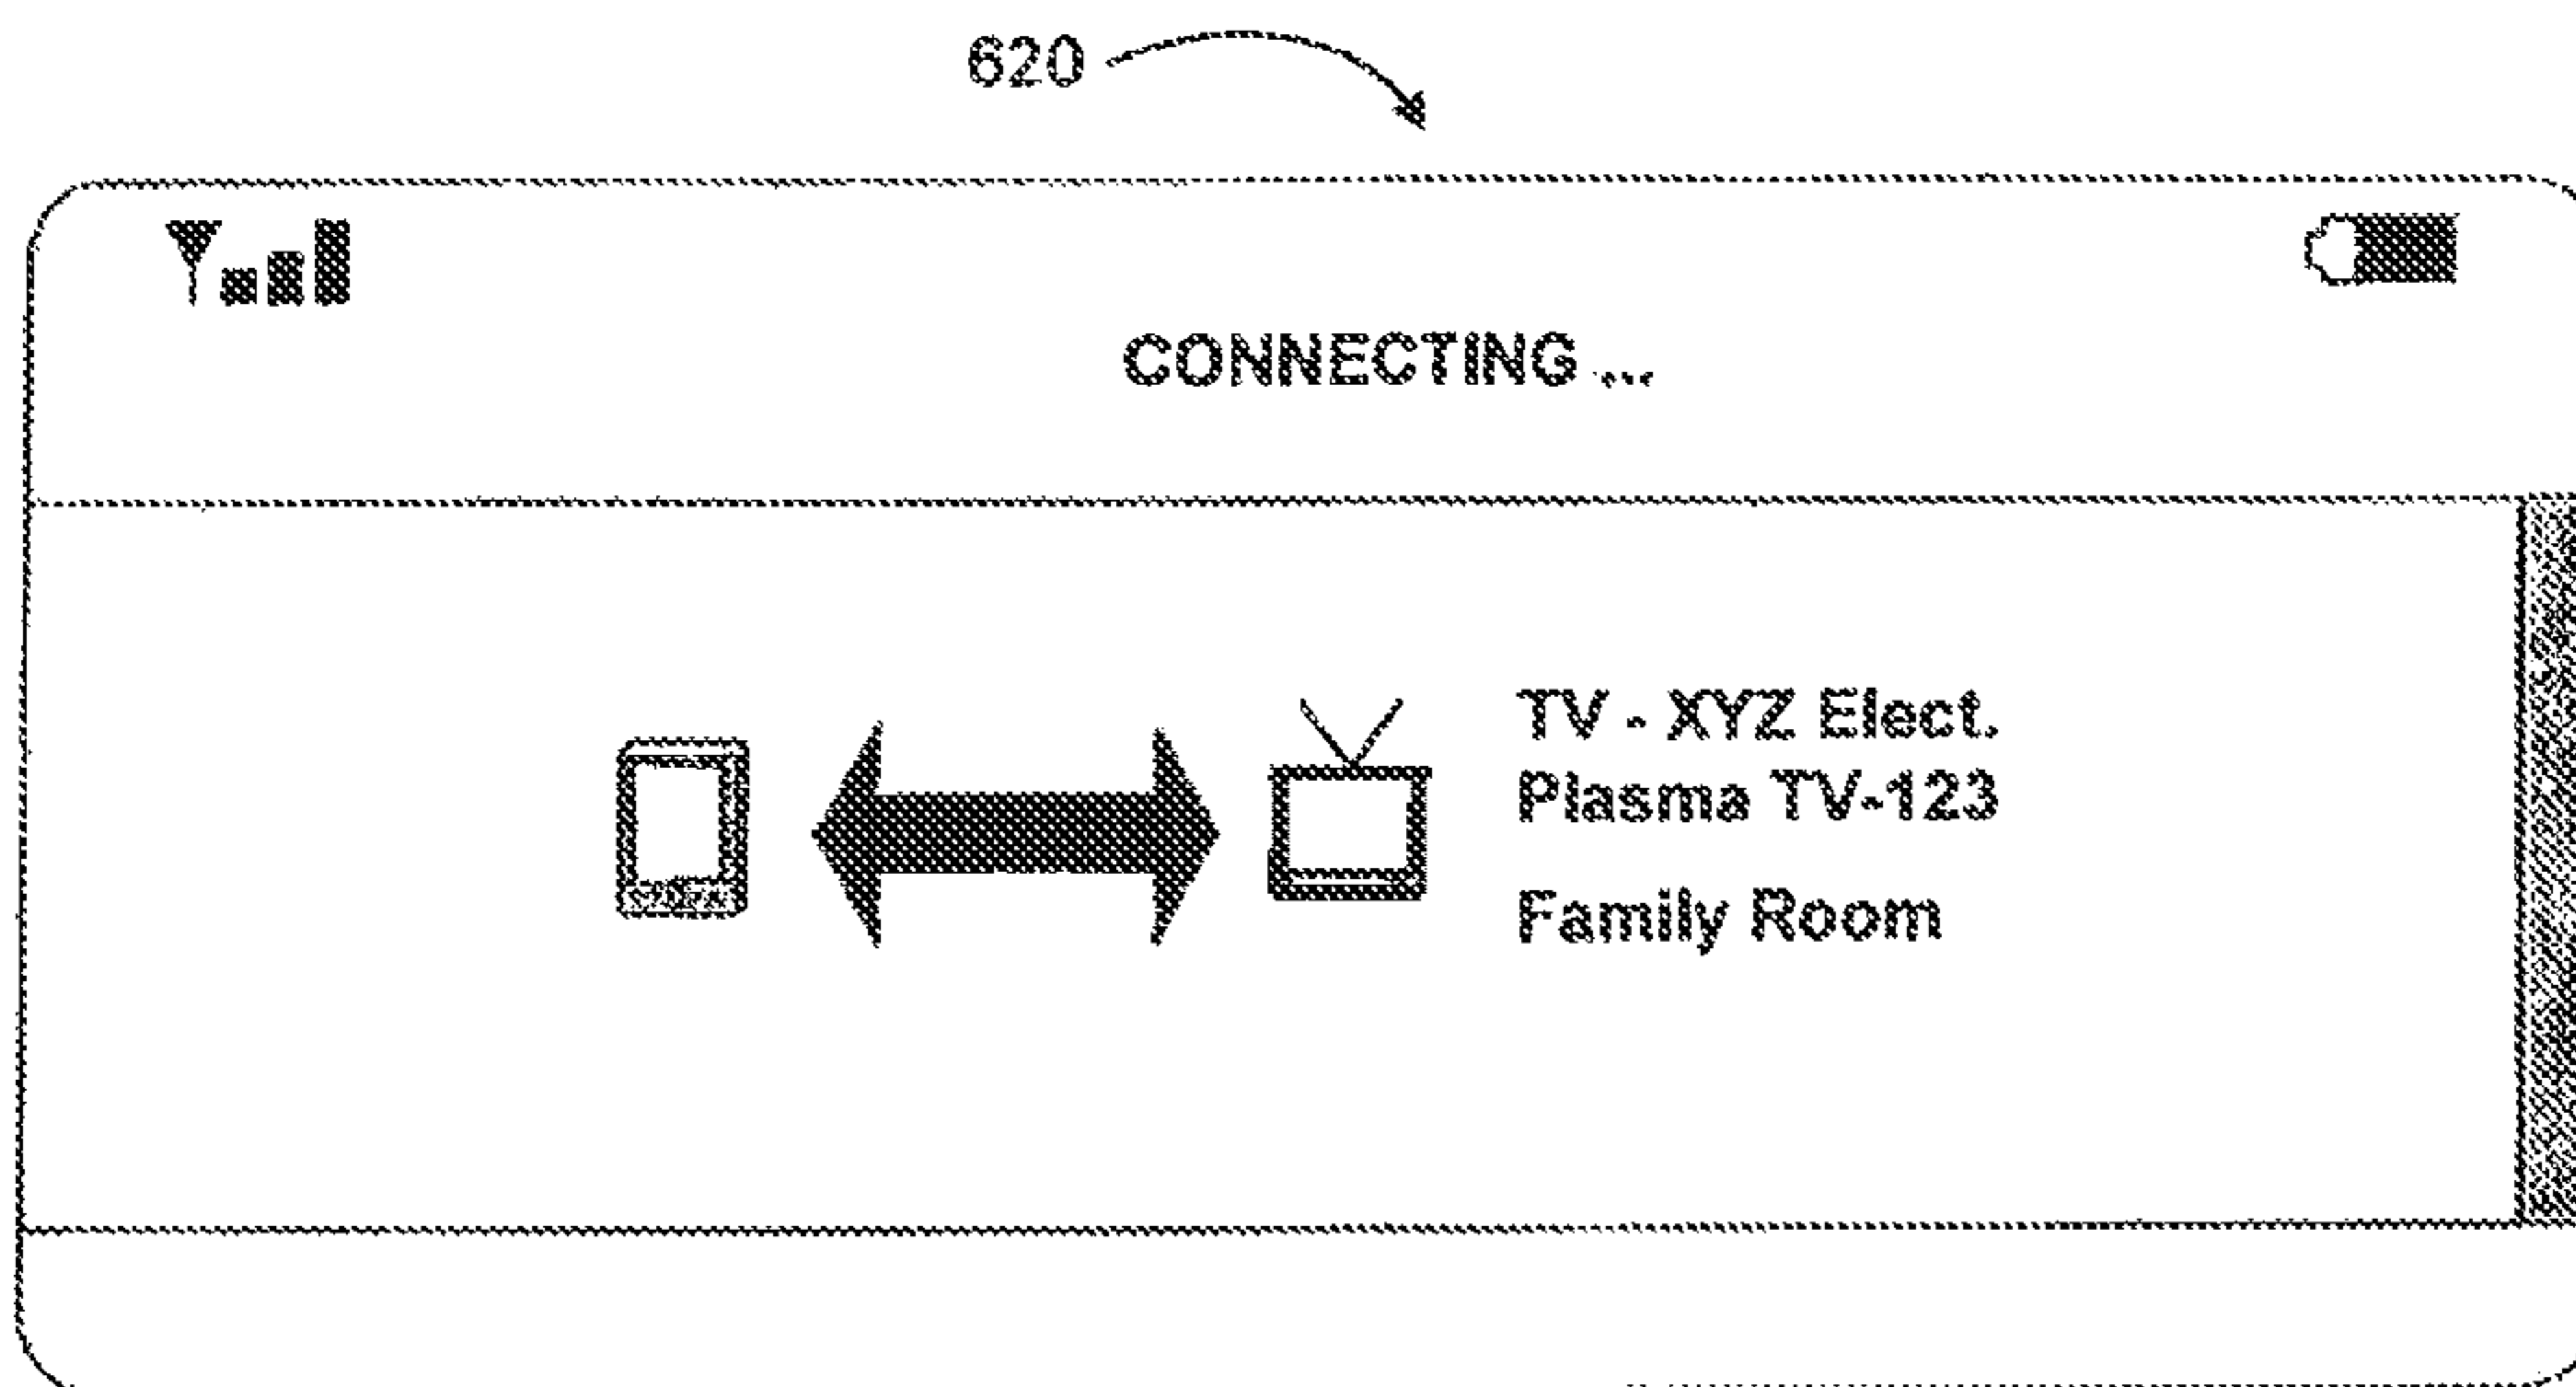 620
CONNECTING ...
TV - XYZ Elect.
Plasma TV-123
Family Room